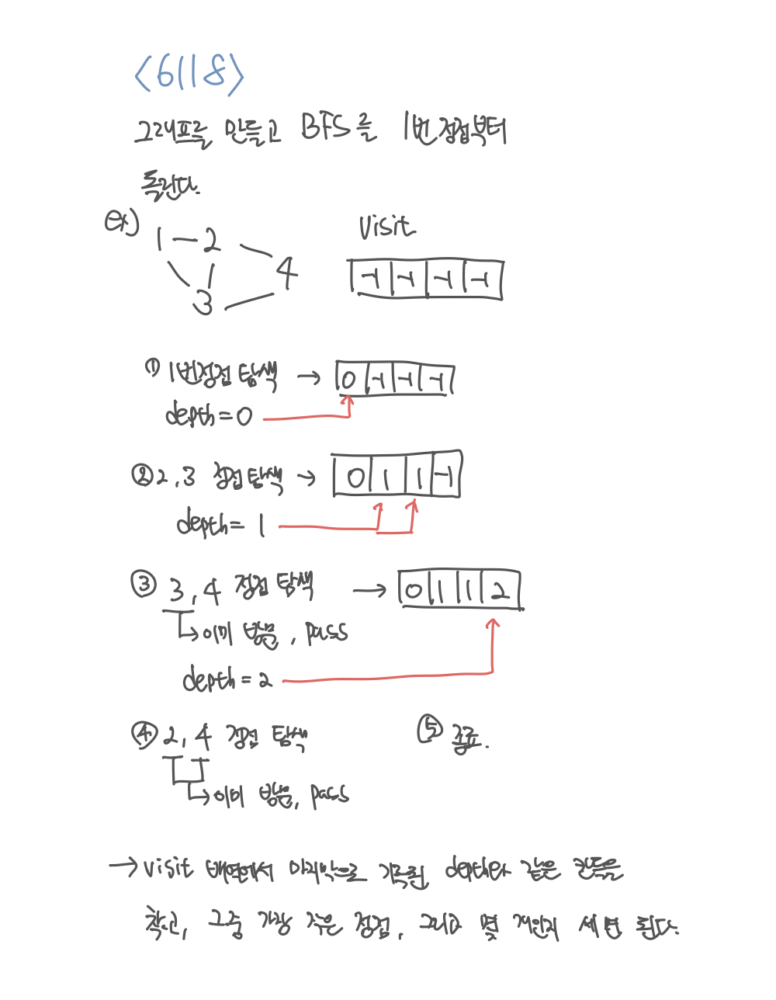 <6118>
그래프를 만들고 BFS를 1번 정점부터
돌린다.
ex) 1 2 3 4
visit
-1 -1 -1 -1
① 1번정점 탐색 → 0 -1 -1 -1
depth = 0
② 2, 3 정점 탐색 → 0 1 1 -1
depth = 1
③ 3, 4 정점 탐색 → 0 1 1 2
→ 이미 방문, pass
depth = 2
④ 2, 4 정점 탐색
→ 이미 방문, pass
⑤ 종료.
→ visit 배열에서 마지막으로 기록된 depth와 같은 칸들을
찾고, 그중 가장 작은 정점, 그리고 몇 개인지 세면 된다.